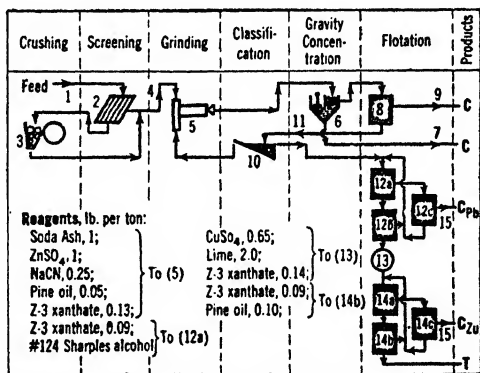 Crushing
Screening
Grinding
Classifi-
cation
Gravity
Concen-
tration
Flotation
Products
Feed
1
2
3
4
5
6
8
9
C
7
C
11
10
12a
12b
12c
CPb
15
13
14a
14b
14c
CZu
15
T
Reagents, lb. per ton:
Soda Ash, 1;
ZnSO4, 1;
NaCN, 0.25;
Pine oil, 0.05;
Z-3 xanthate, 0.13;
To (5)
Z-3 xanthate, 0.09;
#124 Sharples alcohol
To (12a)
CuSo4, 0.65;
Lime, 2.0;
Z-3 xanthate, 0.14;
To (13)
Z-3 xanthate, 0.09;
Pine oil, 0.10;
To (14b)